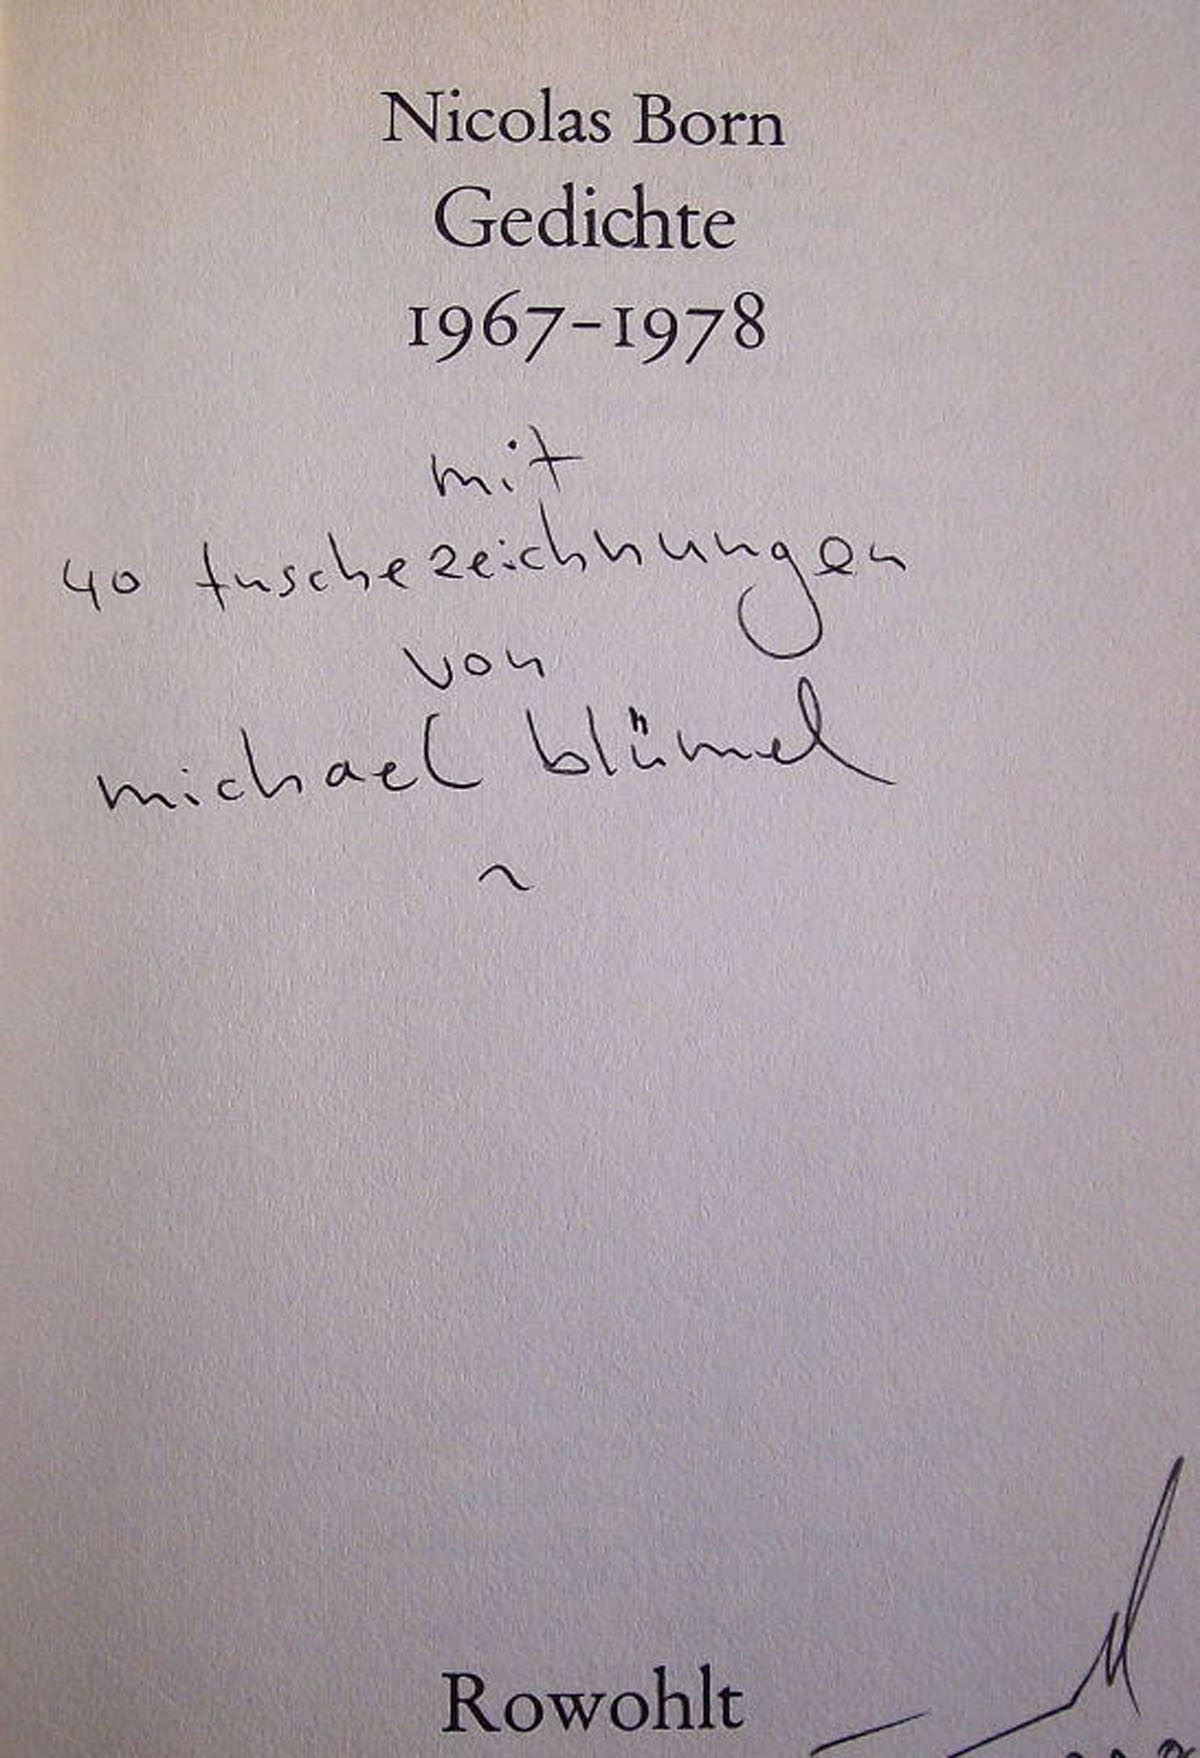 Nicolas Born
Gedichte
1967–1978
mit
40 tuschezeichnungen
von
michael blümel
~
Rowohlt